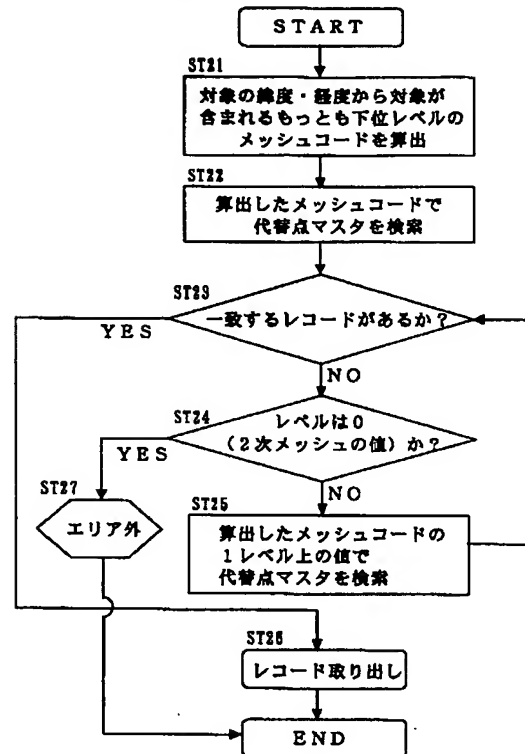 START
ST21
対象の緯度・経度から対象が
含まれるもっとも下位レベルの
メッシュコードを算出
ST22
算出したメッシュコードで
代替点マスタを検索
ST23
一致するレコードがあるか?
YES
NO
ST24
レベルは0
(2次メッシュの値)か?
YES
NO
ST27
エリア外
ST25
算出したメッシュコードの
1レベル上の値で
代替点マスタを検索
ST26
レコード取り出し
END